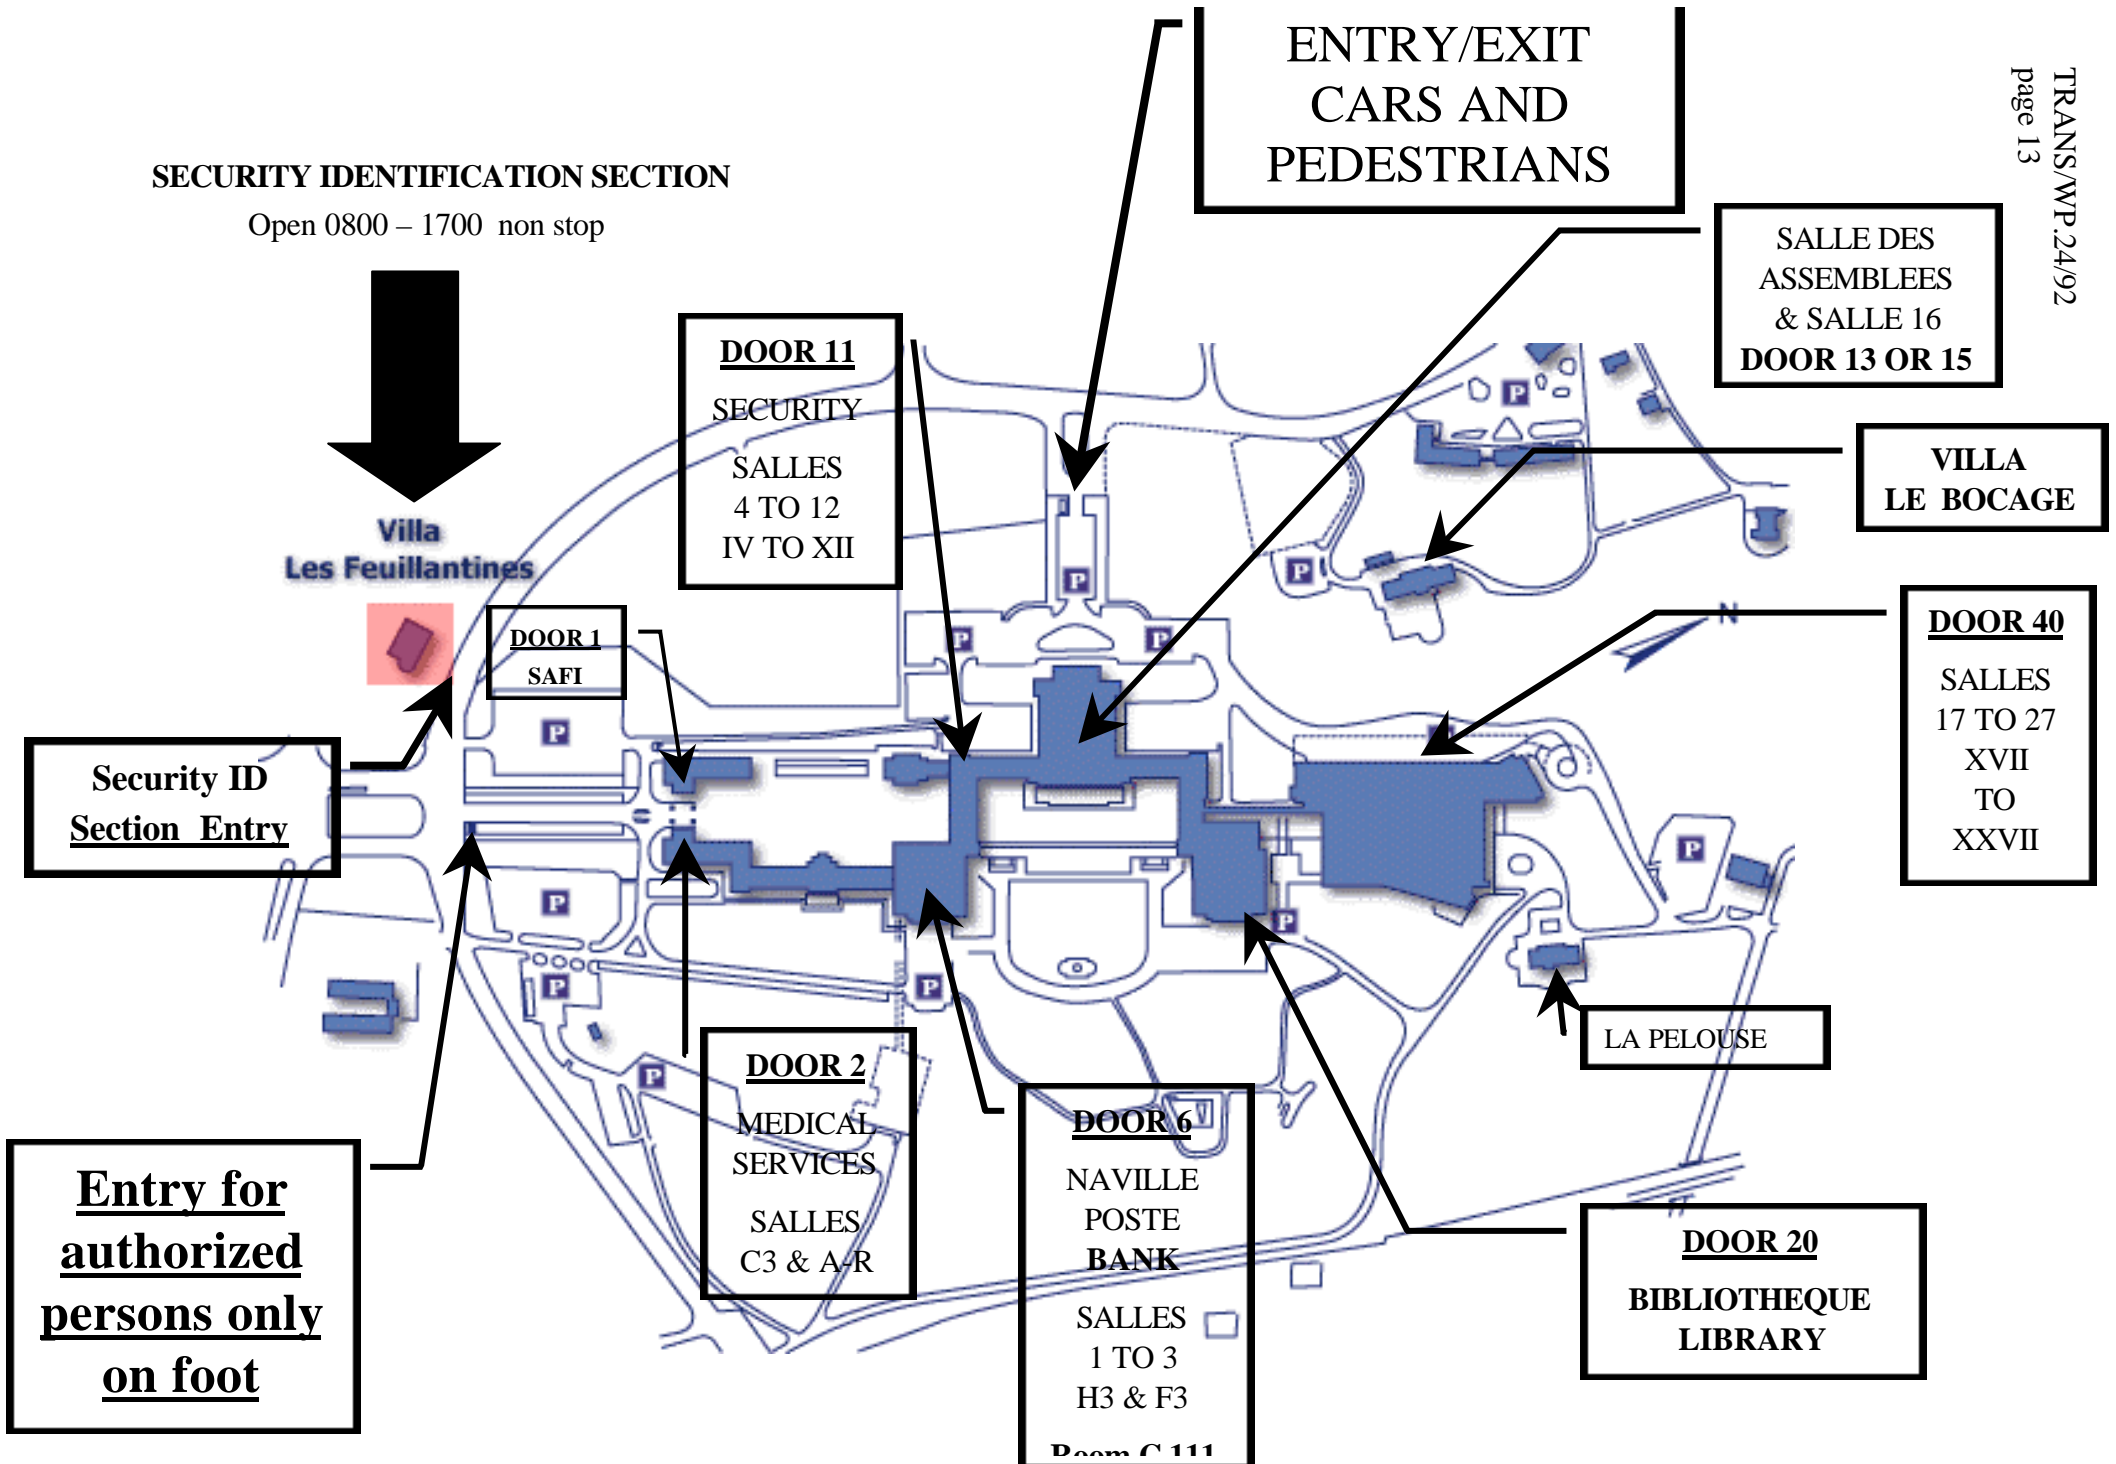 TRANS/WP.24/92
page 13
ENTRY/EXIT
CARS AND
PEDESTRIANS
SECURITY IDENTIFICATION SECTION
Open 0800 – 1700 non stop
SALLE DES
ASSEMBLEES
& SALLE 16
DOOR 13 OR 15
DOOR 11
SECURITY
SALLES
4 TO 12
IV TO XII
VILLA
LE BOCAGE
Villa
Les Feuillantines
DOOR 1
SAFI
N
DOOR 40
SALLES
17 TO 27
XVII
TO
XXVII
Security ID
Section Entry
P
P
P
P
P
P
P
P
P
P
P
P
P
P
LA PELOUSE
DOOR 2
MEDICAL
SERVICES
SALLES
C3 & A-R
DOOR 6
NAVILLE
POSTE
BANK
SALLES
1 TO 3
H3 & F3
Room C 111
Entry for
authorized
persons only
on foot
DOOR 20
BIBLIOTHEQUE
LIBRARY